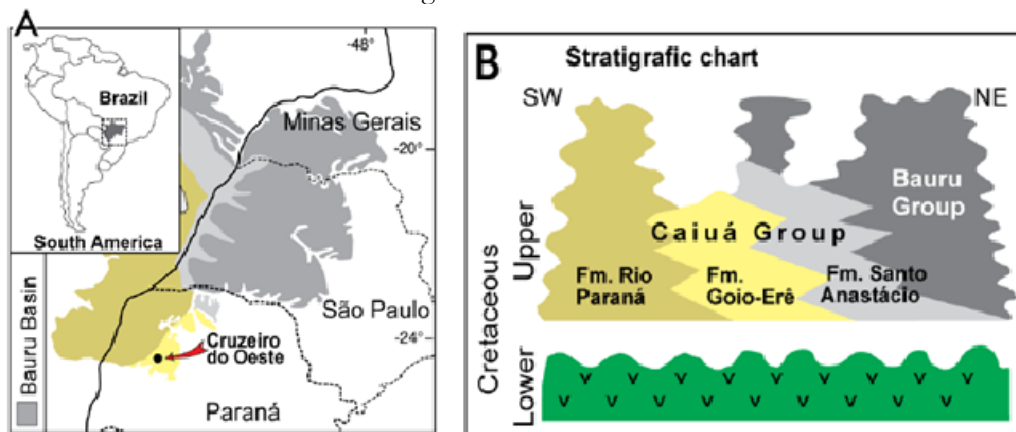 A
-48°
Brazil
Minas Gerais
-20°
South America
São Paulo
-24°
Cruzeiro
do Oeste
Paraná
Bauru Basin
B
Stratigrafic chart
SW
NE
Bauru
Group
Caiuá Group
Fm. Rio
Paraná
Fm.
Goio-Erê
Fm. Santo
Anastácio
Cretaceous
Upper
Lower